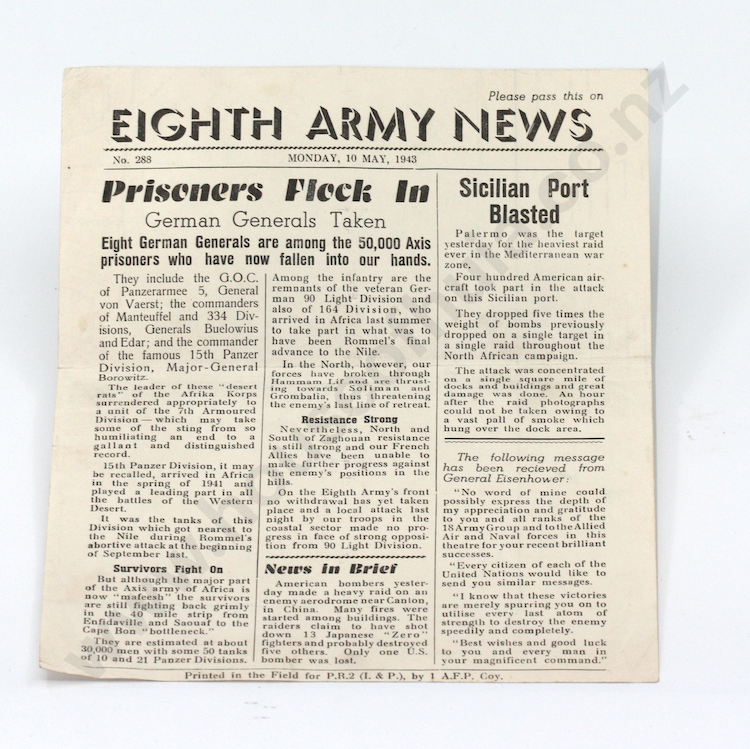 Please pass this on
EIGHTH ARMY NEWS
No. 288 MONDAY, 10 MAY, 1943
Prisoners Flock In
German Generals Taken
Eight German Generals are among the 50,000 Axis
prisoners who have now fallen into our hands.
They include the G.O.C.
of Panzerarmee 5, General
von Vaerst; the commanders
of Manteuffel and 334 Div-
isions, Generals Buelowius
and Edar; and the commander
of the famous 15th Panzer
Division, Major-General
Borowitz.
The leader of these "desert
rats" of the Afrika Korps
surrendered appropriately to
a unit of the 7th Armoured
Division — which may take
some of the sting from so
humiliating an end to a
gallant and distinguished
record.
15th Panzer Division, it may
be recalled, arrived in Africa
in the spring of 1941 and
played a leading part in all
the battles of the Western
Desert.
It was the tanks of this
Division which got nearest to
the Nile during Rommel's
abortive attack at the beginning
of September last.
Survivors Fight On
But although the major part
of the Axis army of Africa is
now "mafeesh" the survivors
are still fighting back grimly
in the 40 mile strip from
Enfidaville and Saouaf to the
Cape Bon "bottleneck."
They are estimated at about
30,000 men with some 50 tanks
of 10 and 21 Panzer Divisions.
Among the infantry are the
remnants of the veteran Ger-
man 90 Light Division and
also of 164 Division, who
arrived in Africa last summer
to take part in what was to
have been Rommel's final
advance to the Nile.
In the North, however, our
forces have broken through
Hammam Lif and are thrust-
ing towards Soliman and
Grombalia, thus threatening
the enemy's last line of retreat.
Resistance Strong
Nevertheless, North and
South of Zaghouan resistance
is still strong and our French
Allies have been unable to
make further progress against
the enemy's positions in the
hills.
On the Eighth Army's front
no withdrawal has yet taken
place and a local attack last
night by our troops in the
coastal sector made no pro-
gress in face of strong opposi-
tion from 90 Light Division.
News in Brief
American bombers yester-
day made a heavy raid on an
enemy aerodrome near Canton,
in China. Many fires were
started among buildings. The
raiders claim to have shot
down 13 Japanese "Zero"
fighters and probably destroyed
five others. Only one U.S.
bomber was lost.
Sicilian Port
Blasted
Palermo was the target
yesterday for the heaviest raid
ever in the Mediterranean war
zone.
Four hundred American air-
craft took part in the attack
on this Sicilian port.
They dropped five times the
weight of bombs previously
dropped on a single target in
a single raid throughout the
North African campaign.
The attack was concentrated
on a single square mile of
docks and buildings and great
damage was done. An hour
after the raid photographs
could not be taken owing to
a vast pall of smoke which
hung over the dock area.
The following message
has been recieved from
General Eisenhower:
"No word of mine could
possibly express the depth of
my appreciation and gratitude
to you and all ranks of the
18 Army Group and to the Allied
Air and Naval forces in this
theatre for your recent brilliant
successes.
"Every citizen of each of the
United Nations would like to
send you similar messages.
"I know that these victories
are merely spurring you on to
utilise every last atom of
strength to destroy the enemy
speedily and completely.
"Best wishes and good luck
to you and every man in
your magnificent command."
Printed in the Field for P.R.2 (I. & P.), by 1 A.F.P. Coy.